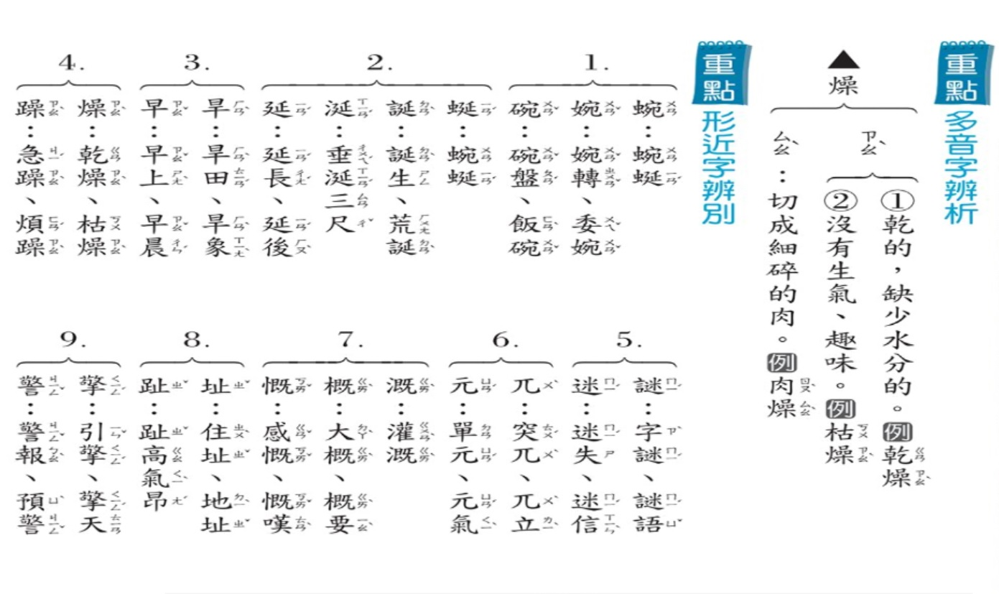 重點 多音字辨析
▲燥
ㄗㄠˋ
①乾的，缺少水分的。例乾燥
②沒有生氣、趣味。例枯燥
ㄙㄠˋ：切成細碎的肉。例肉燥
重點 形近字辨別
1.
蜿：蜿蜒
婉：婉轉、委婉
碗：碗盤、飯碗
2.
蜒：蜿蜒
誕：誕生、荒誕
涎：垂涎三尺
延：延長、延後
3.
旱：旱田、旱象
早：早上、早晨
4.
燥：乾燥、枯燥
躁：急躁、煩躁
5.
謎：字謎、謎語
迷：迷失、迷信
6.
兀：突兀、兀立
元：單元、元氣
7.
溉：灌溉
概：大概、概要
慨：感慨、慨嘆
8.
址：住址、地址
趾：趾高氣昂
9.
擎：引擎、擎天
警：警報、預警